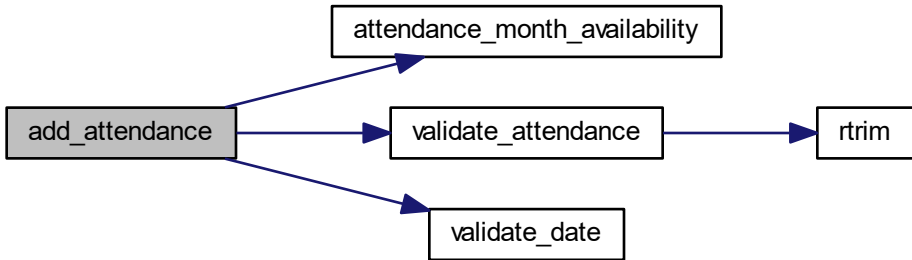 attendance_month_availability
add_attendance
validate_attendance
rtrim
validate_date